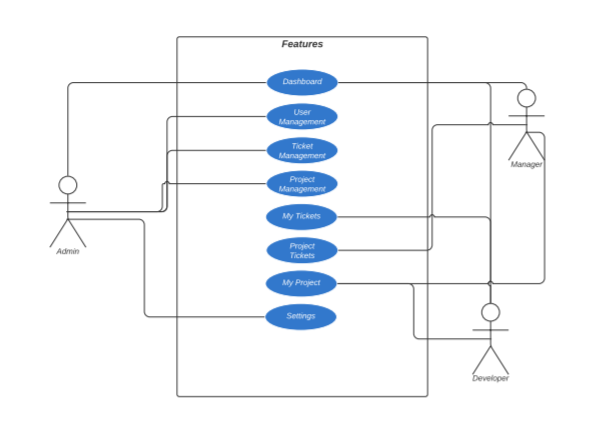 Features
Dashboard
User
Management
Ticket
Management
Project
Management
My Tickets
Project
Tickets
My Project
Settings
Admin
Manager
Developer